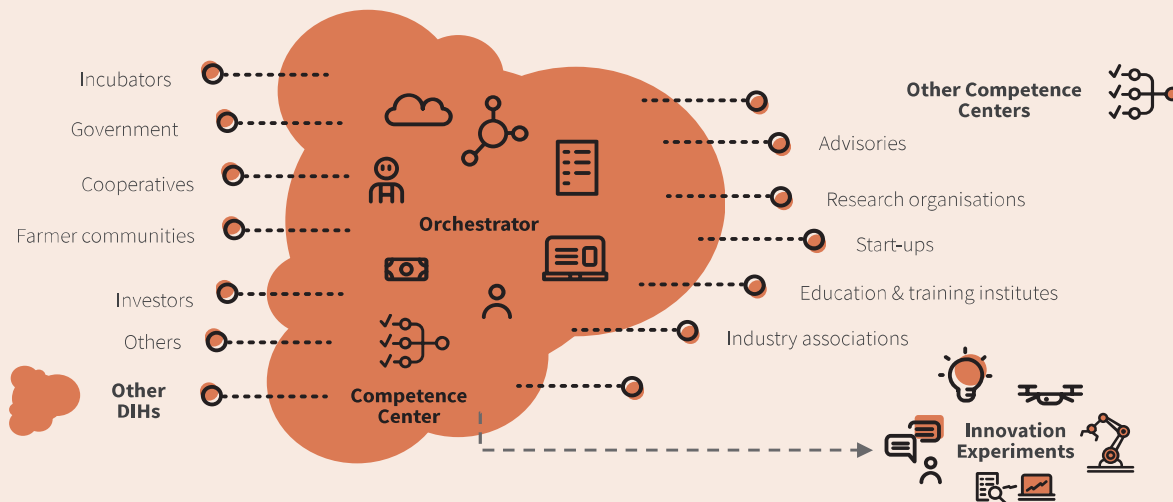 Incubators
Government
Cooperatives
Farmer communities
Investors
Others
Other
DIHs
Orchestrator
Competence
Center
Other Competence
Centers
Advisories
Research organisations
Start-ups
Education & training institutes
Industry associations
Innovation
Experiments